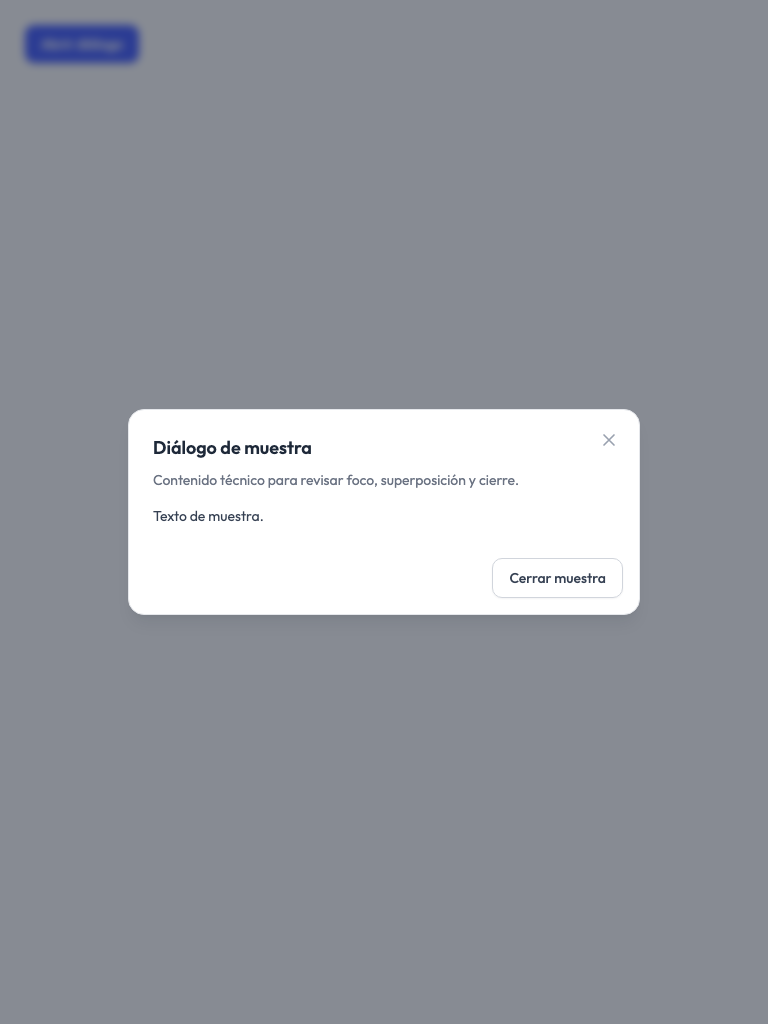 Diálogo de muestra
Contenido técnico para revisar foco, superposición y cierre.
Texto de muestra.
Cerrar muestra